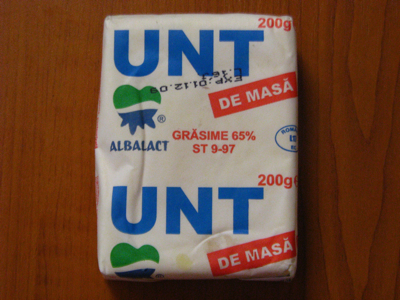 200g
UNT
EXP. 01.12.09
DE MASĂ
®
ALBALACT
GRĂSIME 65%
ST 9-97
200g
UNT
DE MASĂ